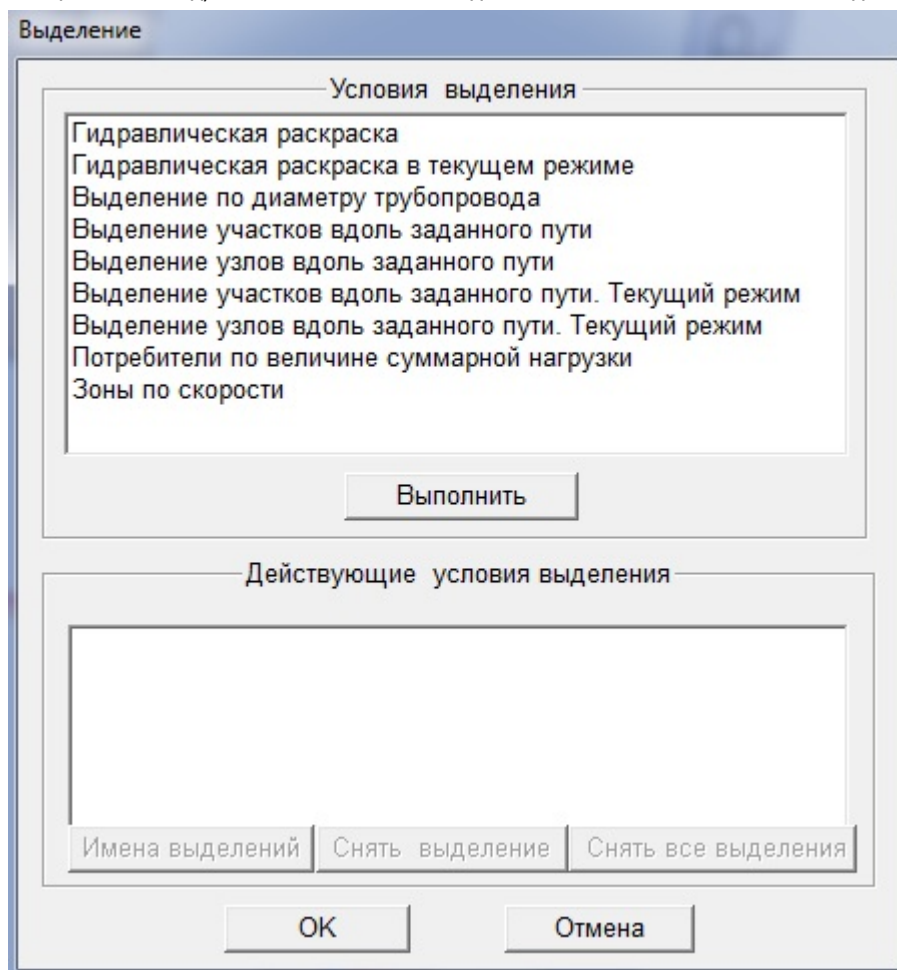 Выделение
Условия выделения
Гидравлическая раскраска
Гидравлическая раскраска в текущем режиме
Выделение по диаметру трубопровода
Выделение участков вдоль заданного пути
Выделение узлов вдоль заданного пути
Выделение участков вдоль заданного пути. Текущий режим
Выделение узлов вдоль заданного пути. Текущий режим
Потребители по величине суммарной нагрузки
Зоны по скорости
Выполнить
Действующие условия выделения
Имена выделений Снять выделение Снять все выделения
OK Отмена